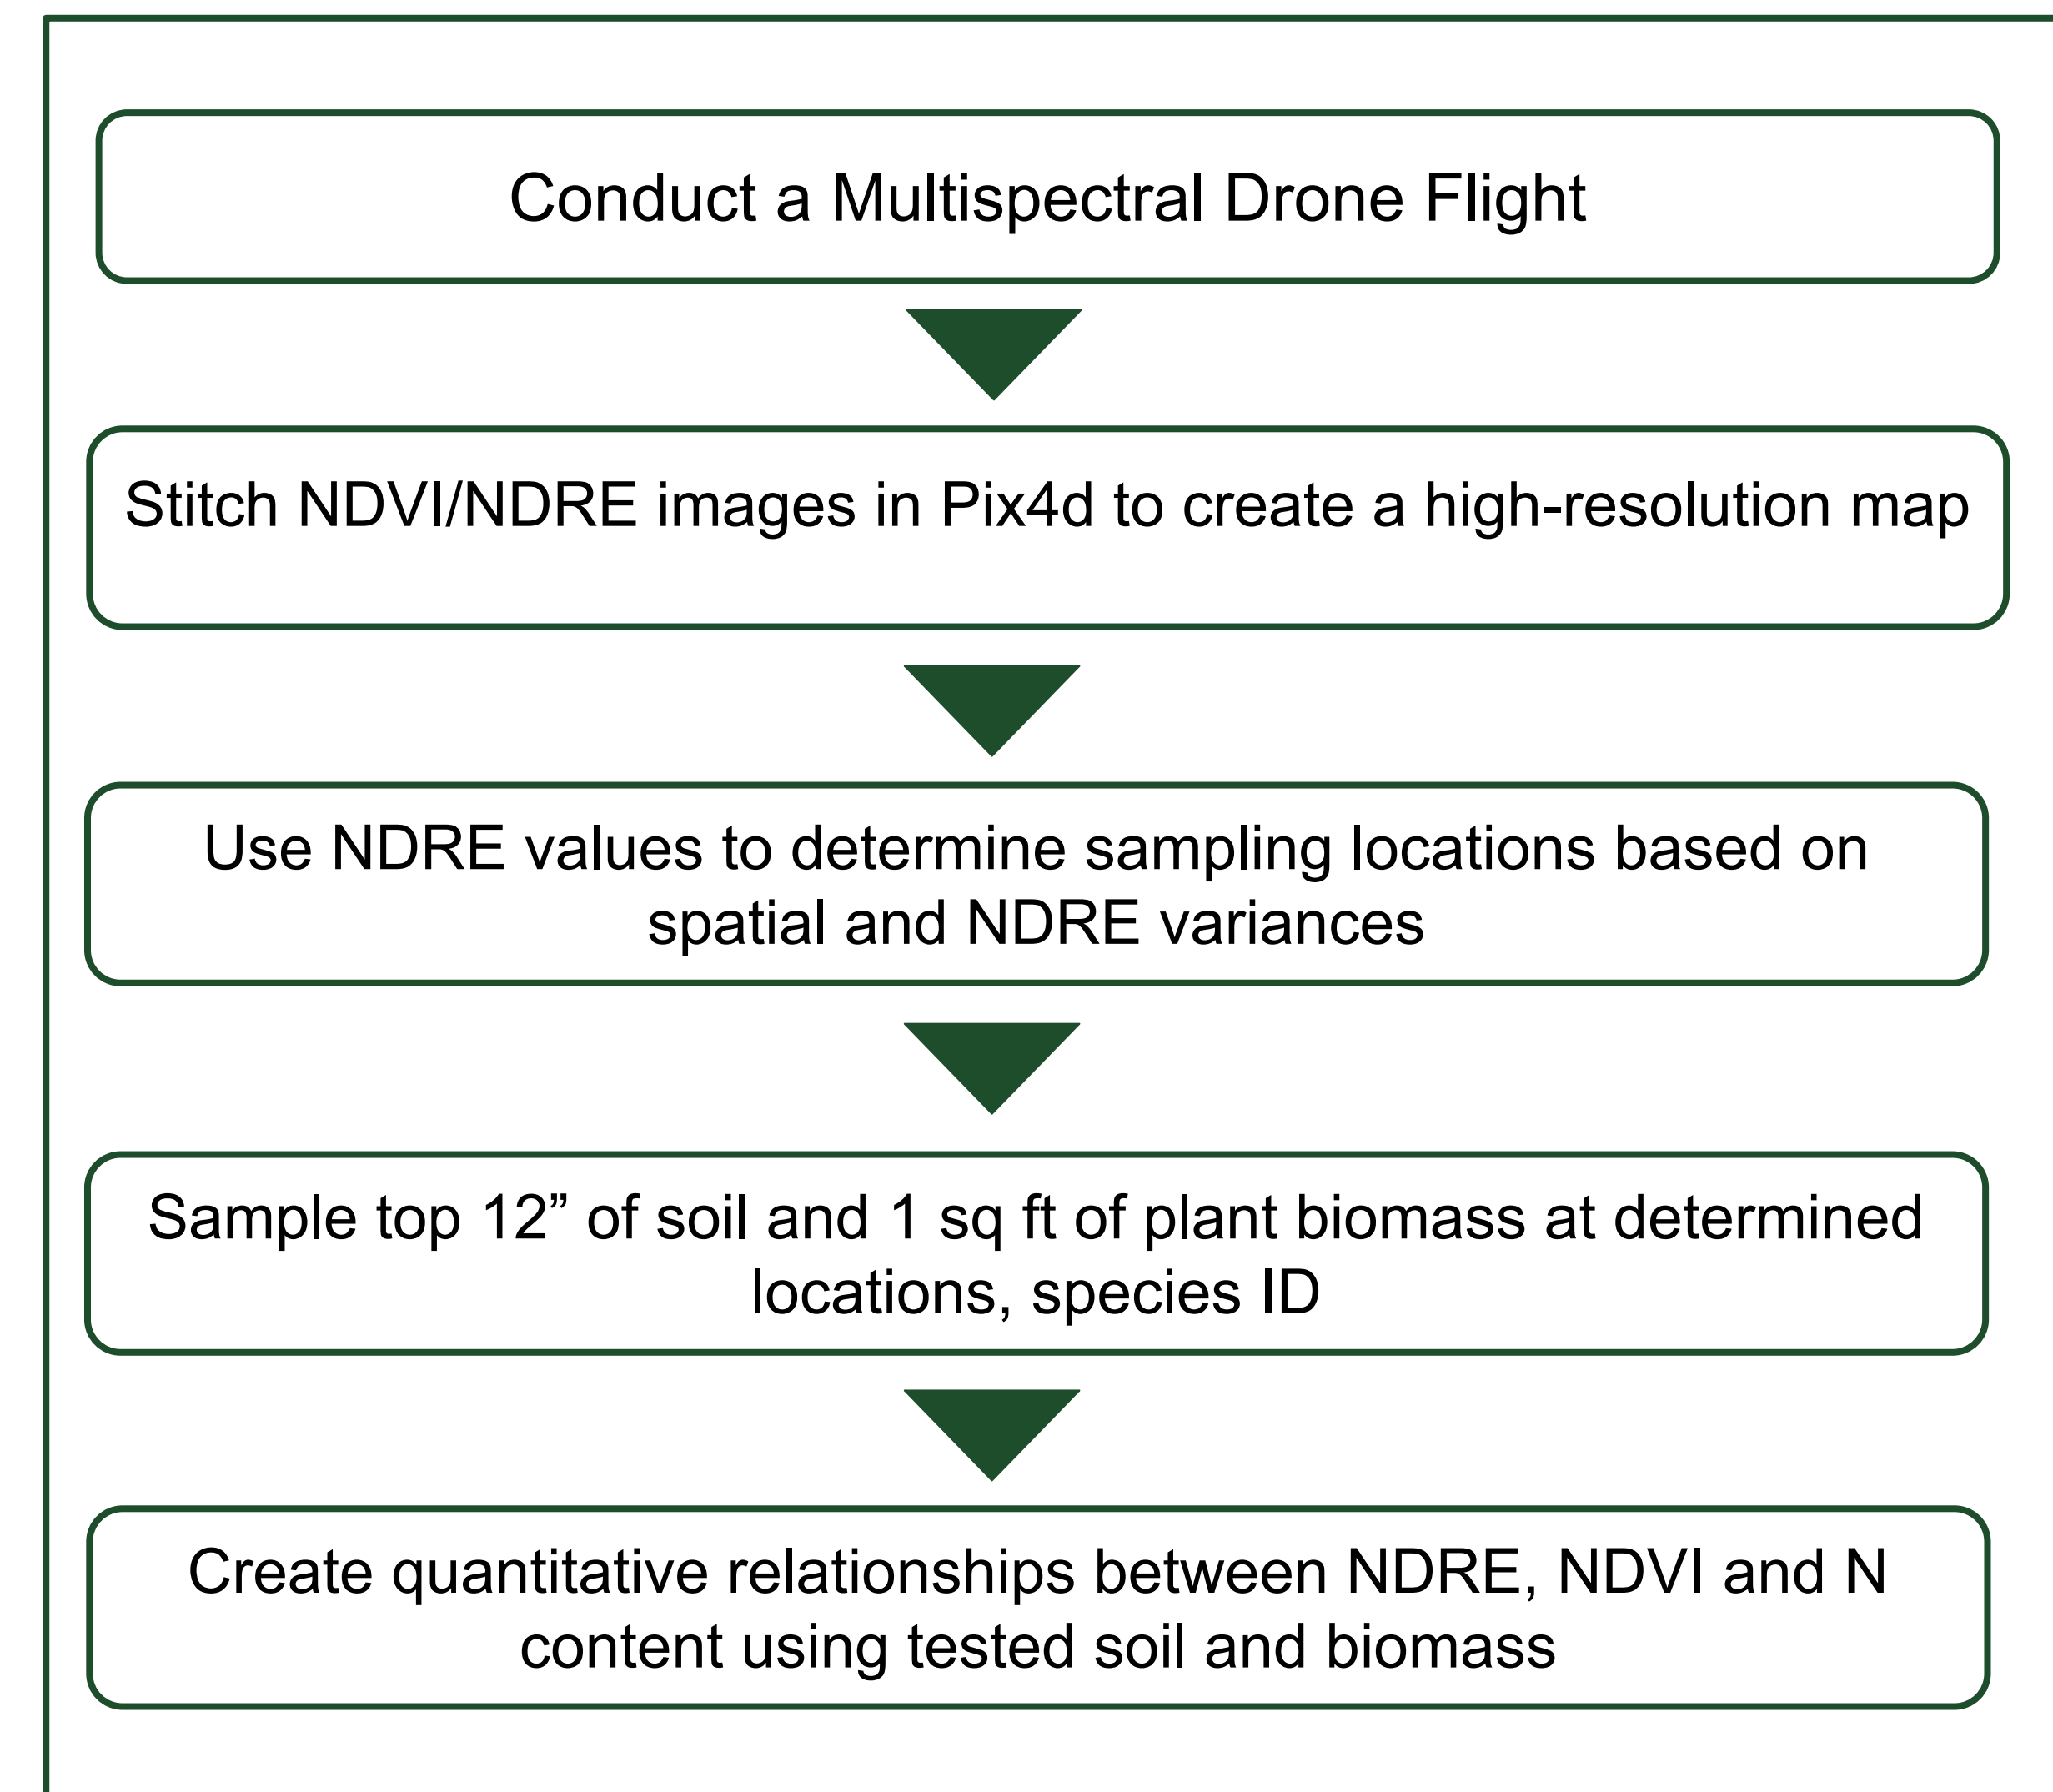 Conduct a Multispectral Drone Flight
Stitch NDVI/NDRE images in Pix4d to create a high-resolution map
Use NDRE values to determine sampling locations based on
spatial and NDRE variances
Sample top 12” of soil and 1 sq ft of plant biomass at determined
locations, species ID
Create quantitative relationships between NDRE, NDVI and N
content using tested soil and biomass